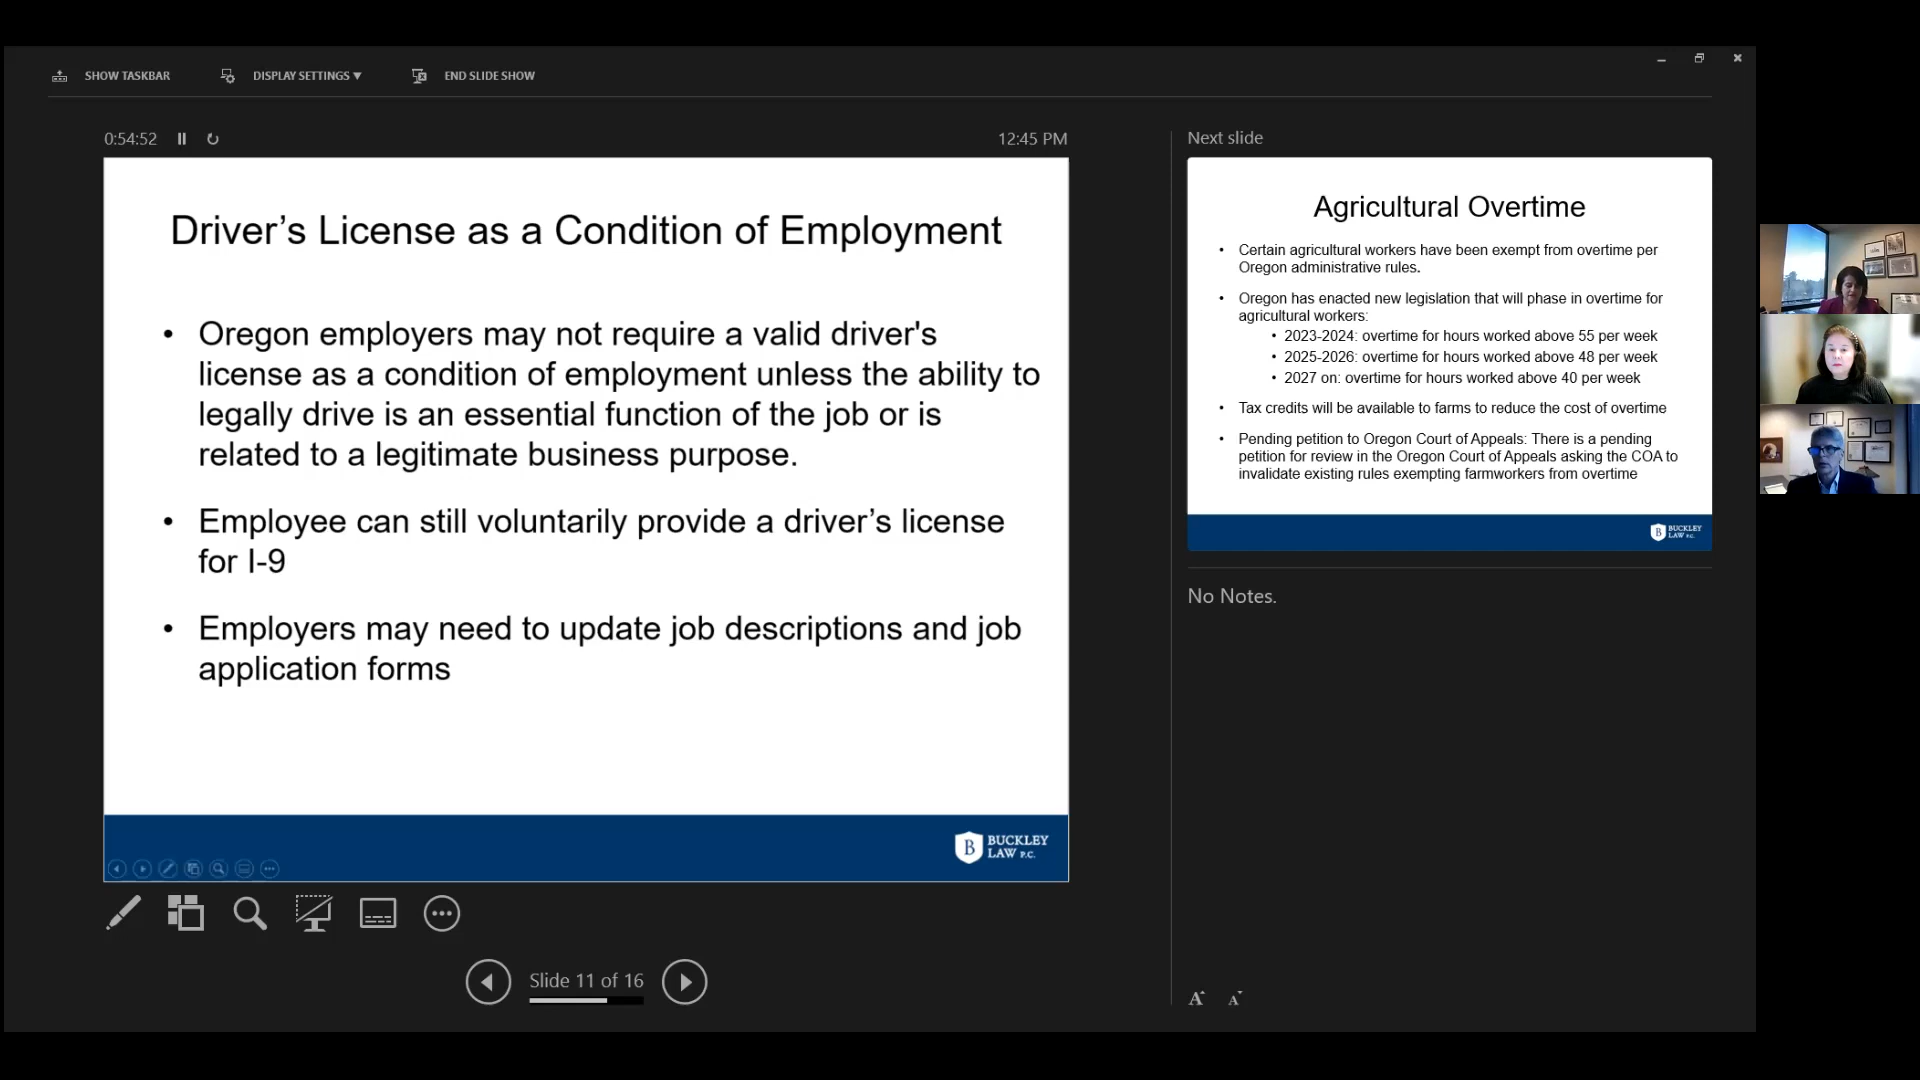 SHOW TASKBAR
DISPLAY SETTINGS ▼
END SLIDE SHOW
0:54:52
12:45 PM
Driver’s License as a Condition of Employment
• Oregon employers may not require a valid driver's
license as a condition of employment unless the ability to
legally drive is an essential function of the job or is
related to a legitimate business purpose.
• Employee can still voluntarily provide a driver’s license
for I-9
• Employers may need to update job descriptions and job
application forms
B BUCKLEY
LAW P.C.
Slide 11 of 16
Next slide
Agricultural Overtime
• Certain agricultural workers have been exempt from overtime per
Oregon administrative rules.
• Oregon has enacted new legislation that will phase in overtime for
agricultural workers:
• 2023-2024: overtime for hours worked above 55 per week
• 2025-2026: overtime for hours worked above 48 per week
• 2027 on: overtime for hours worked above 40 per week
• Tax credits will be available to farms to reduce the cost of overtime
• Pending petition to Oregon Court of Appeals: There is a pending
petition for review in the Oregon Court of Appeals asking the COA to
invalidate existing rules exempting farmworkers from overtime
B BUCKLEY
LAW P.C.
No Notes.
A A